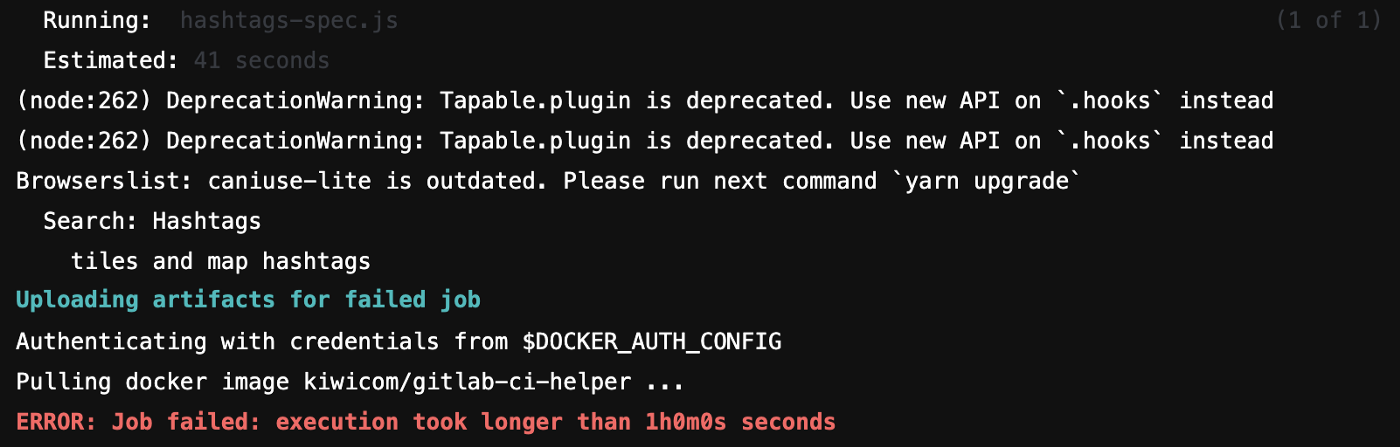 Running: hashtags-spec.js (1 of 1)
Estimated: 41 seconds
(node:262) DeprecationWarning: Tapable.plugin is deprecated. Use new API on `.hooks` instead
(node:262) DeprecationWarning: Tapable.plugin is deprecated. Use new API on `.hooks` instead
Browserslist: caniuse-lite is outdated. Please run next command `yarn upgrade`
Search: Hashtags
tiles and map hashtags
Uploading artifacts for failed job
Authenticating with credentials from $DOCKER_AUTH_CONFIG
Pulling docker image kiwicom/gitlab-ci-helper ...
ERROR: Job failed: execution took longer than 1h0m0s seconds